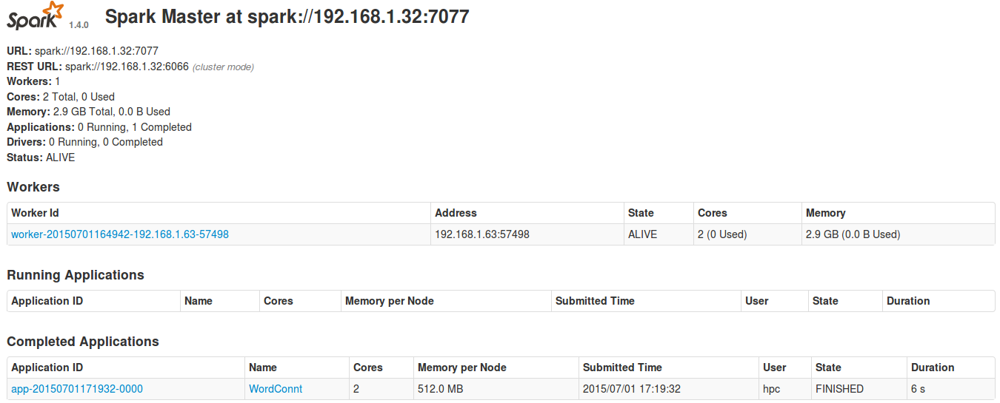 Spark 1.4.0 Spark Master at spark://192.168.1.32:7077
URL: spark://192.168.1.32:7077
REST URL: spark://192.168.1.32:6066 (cluster mode)
Workers: 1
Cores: 2 Total, 0 Used
Memory: 2.9 GB Total, 0.0 B Used
Applications: 0 Running, 1 Completed
Drivers: 0 Running, 0 Completed
Status: ALIVE
Workers
Worker Id Address State Cores Memory
worker-20150701164942-192.168.1.63-57498 192.168.1.63:57498 ALIVE 2 (0 Used) 2.9 GB (0.0 B Used)
Running Applications
Application ID Name Cores Memory per Node Submitted Time User State Duration
Completed Applications
Application ID Name Cores Memory per Node Submitted Time User State Duration
app-20150701171932-0000 WordConnt 2 512.0 MB 2015/07/01 17:19:32 hpc FINISHED 6 s